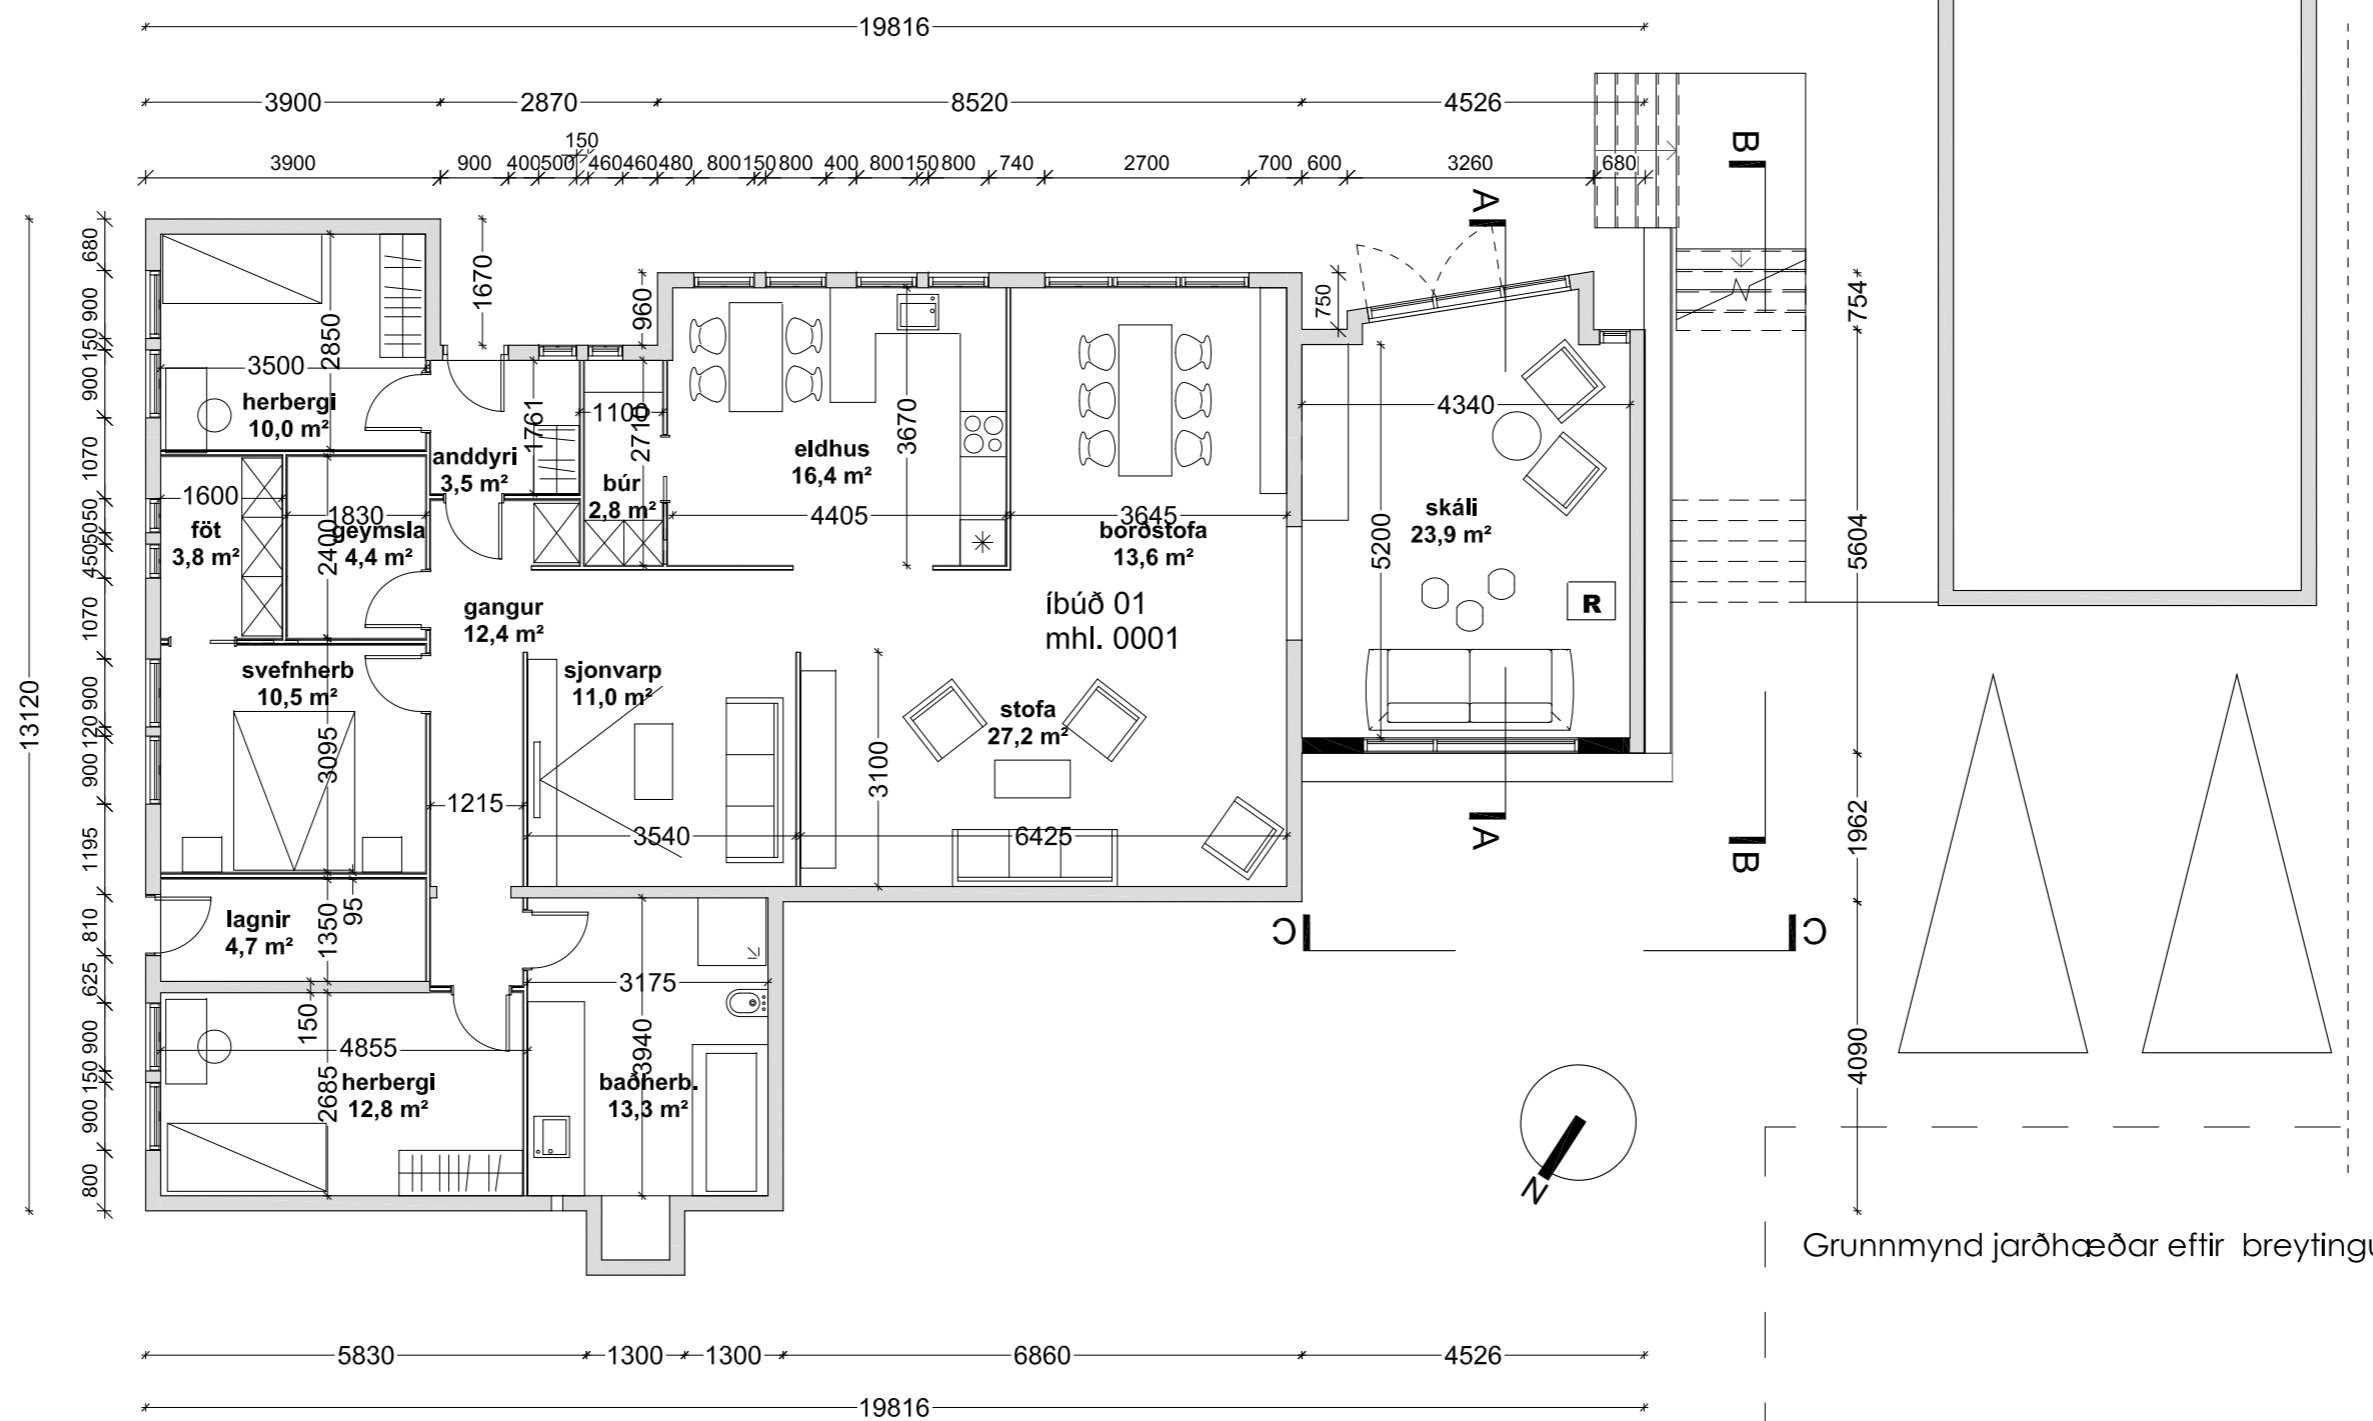 19816
3900 2870 8520 4526
150
3900 900 400 500 460 460 480 800 150 800 400 800 150 800 740 2700 700 600 3260 680
B
A
13120
680
900
150
900
1070
450
150
450
1070
900
120
900
1195
810
625
900
150
900
800
1670
960
750
754
5604
1962
4090
2850
3500
herbergi
10,0 m²
anddyri
3,5 m²
1761
1100
2710
búr
2,8 m²
eldhus
16,4 m²
3670
4405
3645
borðstofa
13,6 m²
4340
5200
skáli
23,9 m²
R
1600
föt
3,8 m²
1830
2400
geymsla
4,4 m²
gangur
12,4 m²
íbúð 01
mhl. 0001
svefnherb
10,5 m²
3095
1215
sjonvarp
11,0 m²
3540
stofa
27,2 m²
3100
6425
A
B
C
C
lagnir
4,7 m²
1350
95
150
4855
herbergi
12,8 m²
2685
3175
3940
baðherb.
13,3 m²
N
N
Grunnmynd jarðhæðar eftir breytingu
5830 1300 1300 6860 4526
19816